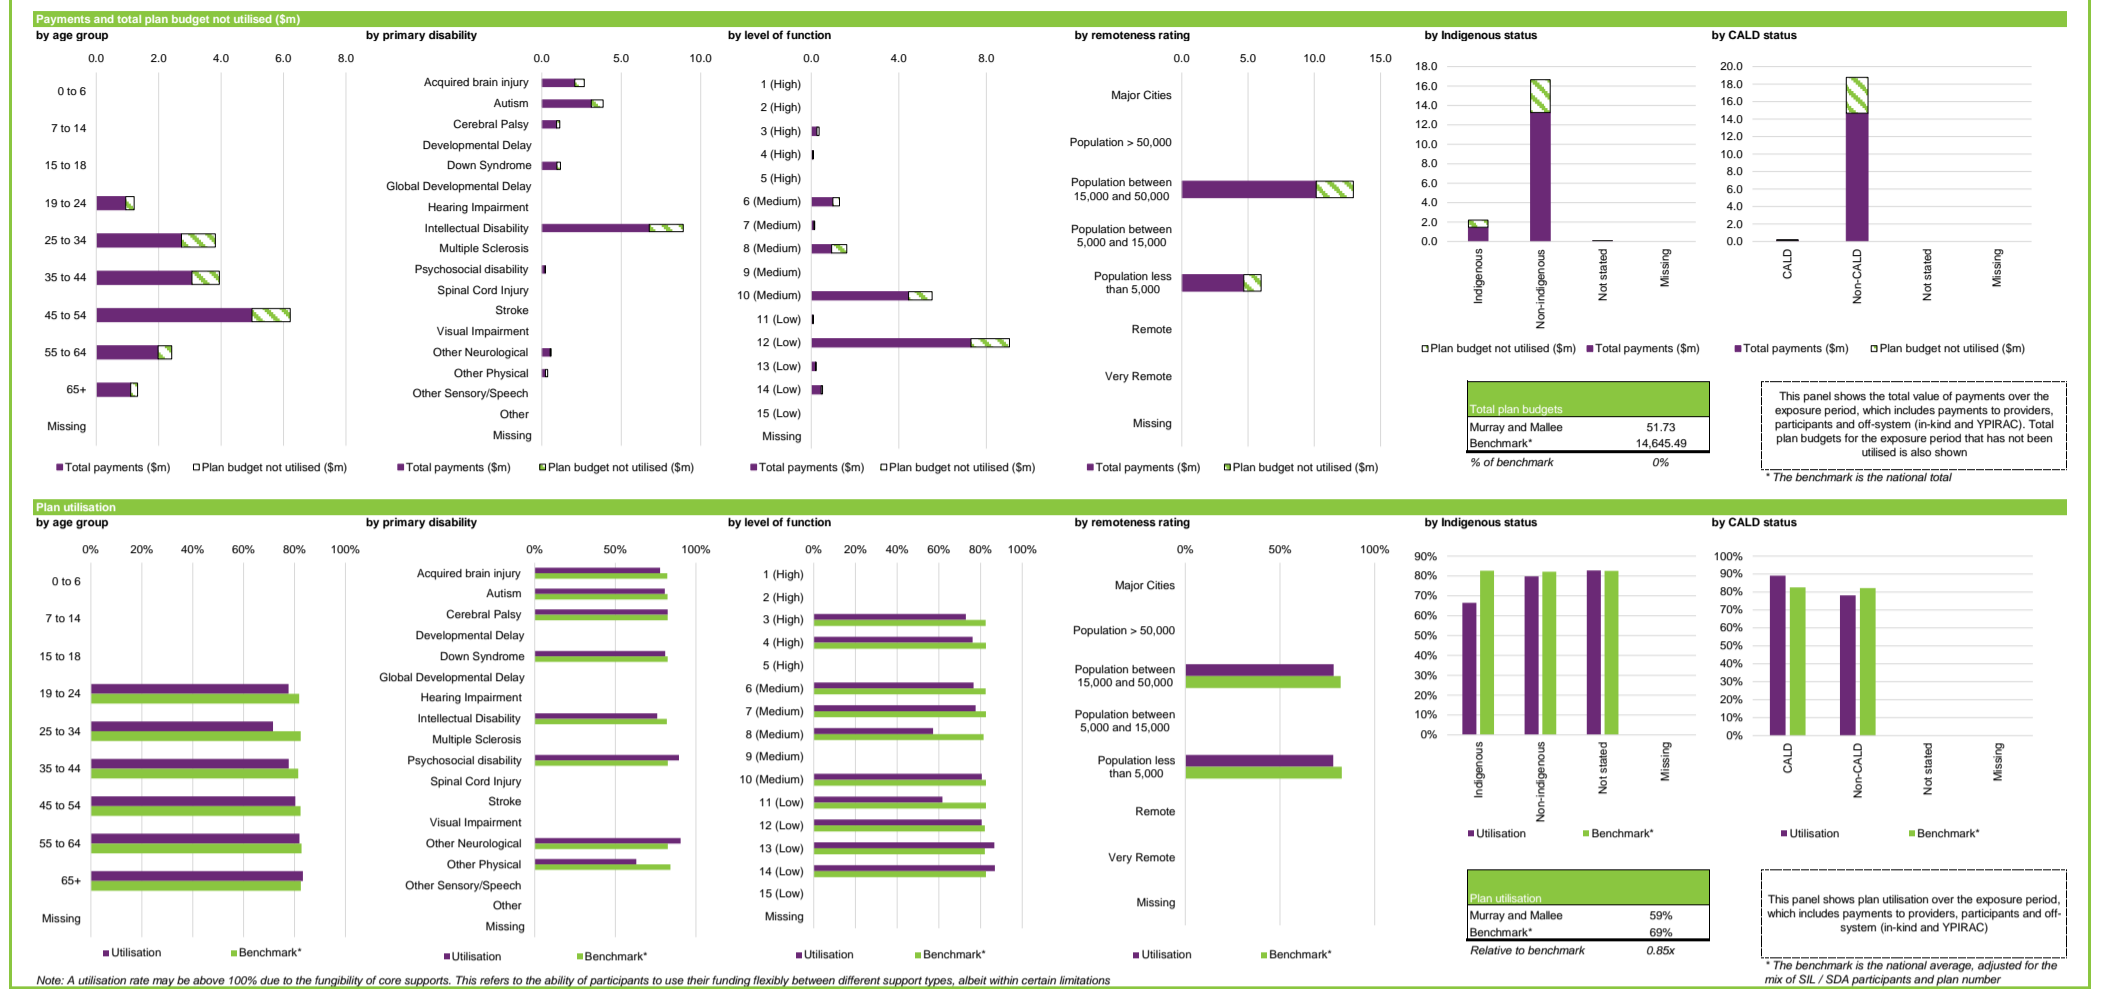 Payments and total plan budget not utilised ($m)
by age group
0.0 2.0 4.0 6.0 8.0
0 to 6
7 to 14
15 to 18
19 to 24
25 to 34
35 to 44
45 to 54
55 to 64
65+
Missing
Total payments ($m) Plan budget not utilised ($m)
by primary disability
0.0 5.0 10.0
Acquired brain injury
Autism
Cerebral Palsy
Developmental Delay
Down Syndrome
Global Developmental Delay
Hearing Impairment
Intellectual Disability
Multiple Sclerosis
Psychosocial disability
Spinal Cord Injury
Stroke
Visual Impairment
Other Neurological
Other Physical
Other Sensory/Speech
Other
Missing
Total payments ($m) Plan budget not utilised ($m)
by level of function
0.0 4.0 8.0
1 (High)
2 (High)
3 (High)
4 (High)
5 (High)
6 (Medium)
7 (Medium)
8 (Medium)
9 (Medium)
10 (Medium)
11 (Low)
12 (Low)
13 (Low)
14 (Low)
15 (Low)
Missing
Total payments ($m) Plan budget not utilised ($m)
by remoteness rating
0.0 5.0 10.0 15.0
Major Cities
Population > 50,000
Population between
15,000 and 50,000
Population between
5,000 and 15,000
Population less
than 5,000
Remote
Very Remote
Missing
Total payments ($m) Plan budget not utilised ($m)
by Indigenous status
18.0
16.0
14.0
12.0
10.0
8.0
6.0
4.0
2.0
0.0
Indigenous
Non-indigenous
Not stated
Missing
Plan budget not utilised ($m) Total payments ($m)
Total plan budgets
Murray and Mallee 51.73
Benchmark* 14,645.49
% of benchmark 0%
by CALD status
20.0
18.0
16.0
14.0
12.0
10.0
8.0
6.0
4.0
2.0
0.0
CALD
Non-CALD
Not stated
Missing
Total payments ($m) Plan budget not utilised ($m)
This panel shows the total value of payments over the
exposure period, which includes payments to providers,
participants and off-system (in-kind and YPIRAC). Total
plan budgets for the exposure period that has not been
utilised is also shown
* The benchmark is the national total
Plan utilisation
by age group
0% 20% 40% 60% 80% 100%
0 to 6
7 to 14
15 to 18
19 to 24
25 to 34
35 to 44
45 to 54
55 to 64
65+
Missing
Utilisation Benchmark*
by primary disability
0% 50% 100%
Acquired brain injury
Autism
Cerebral Palsy
Developmental Delay
Down Syndrome
Global Developmental Delay
Hearing Impairment
Intellectual Disability
Multiple Sclerosis
Psychosocial disability
Spinal Cord Injury
Stroke
Visual Impairment
Other Neurological
Other Physical
Other Sensory/Speech
Other
Missing
Utilisation Benchmark*
by level of function
0% 20% 40% 60% 80% 100%
1 (High)
2 (High)
3 (High)
4 (High)
5 (High)
6 (Medium)
7 (Medium)
8 (Medium)
9 (Medium)
10 (Medium)
11 (Low)
12 (Low)
13 (Low)
14 (Low)
15 (Low)
Missing
Utilisation Benchmark*
by remoteness rating
0% 50% 100%
Major Cities
Population > 50,000
Population between
15,000 and 50,000
Population between
5,000 and 15,000
Population less
than 5,000
Remote
Very Remote
Missing
Utilisation Benchmark*
by Indigenous status
90%
80%
70%
60%
50%
40%
30%
20%
10%
0%
Indigenous
Non-indigenous
Not stated
Missing
Utilisation Benchmark*
Plan utilisation
Murray and Mallee 59%
Benchmark* 69%
Relative to benchmark 0.85x
by CALD status
100%
90%
80%
70%
60%
50%
40%
30%
20%
10%
0%
CALD
Non-CALD
Not stated
Missing
Utilisation Benchmark*
This panel shows plan utilisation over the exposure period,
which includes payments to providers, participants and off-
system (in-kind and YPIRAC)
* The benchmark is the national average, adjusted for the
mix of SIL / SDA participants and plan number
Note: A utilisation rate may be above 100% due to the fungibility of core supports. This refers to the ability of participants to use their funding flexibly between different support types, albeit within certain limitations